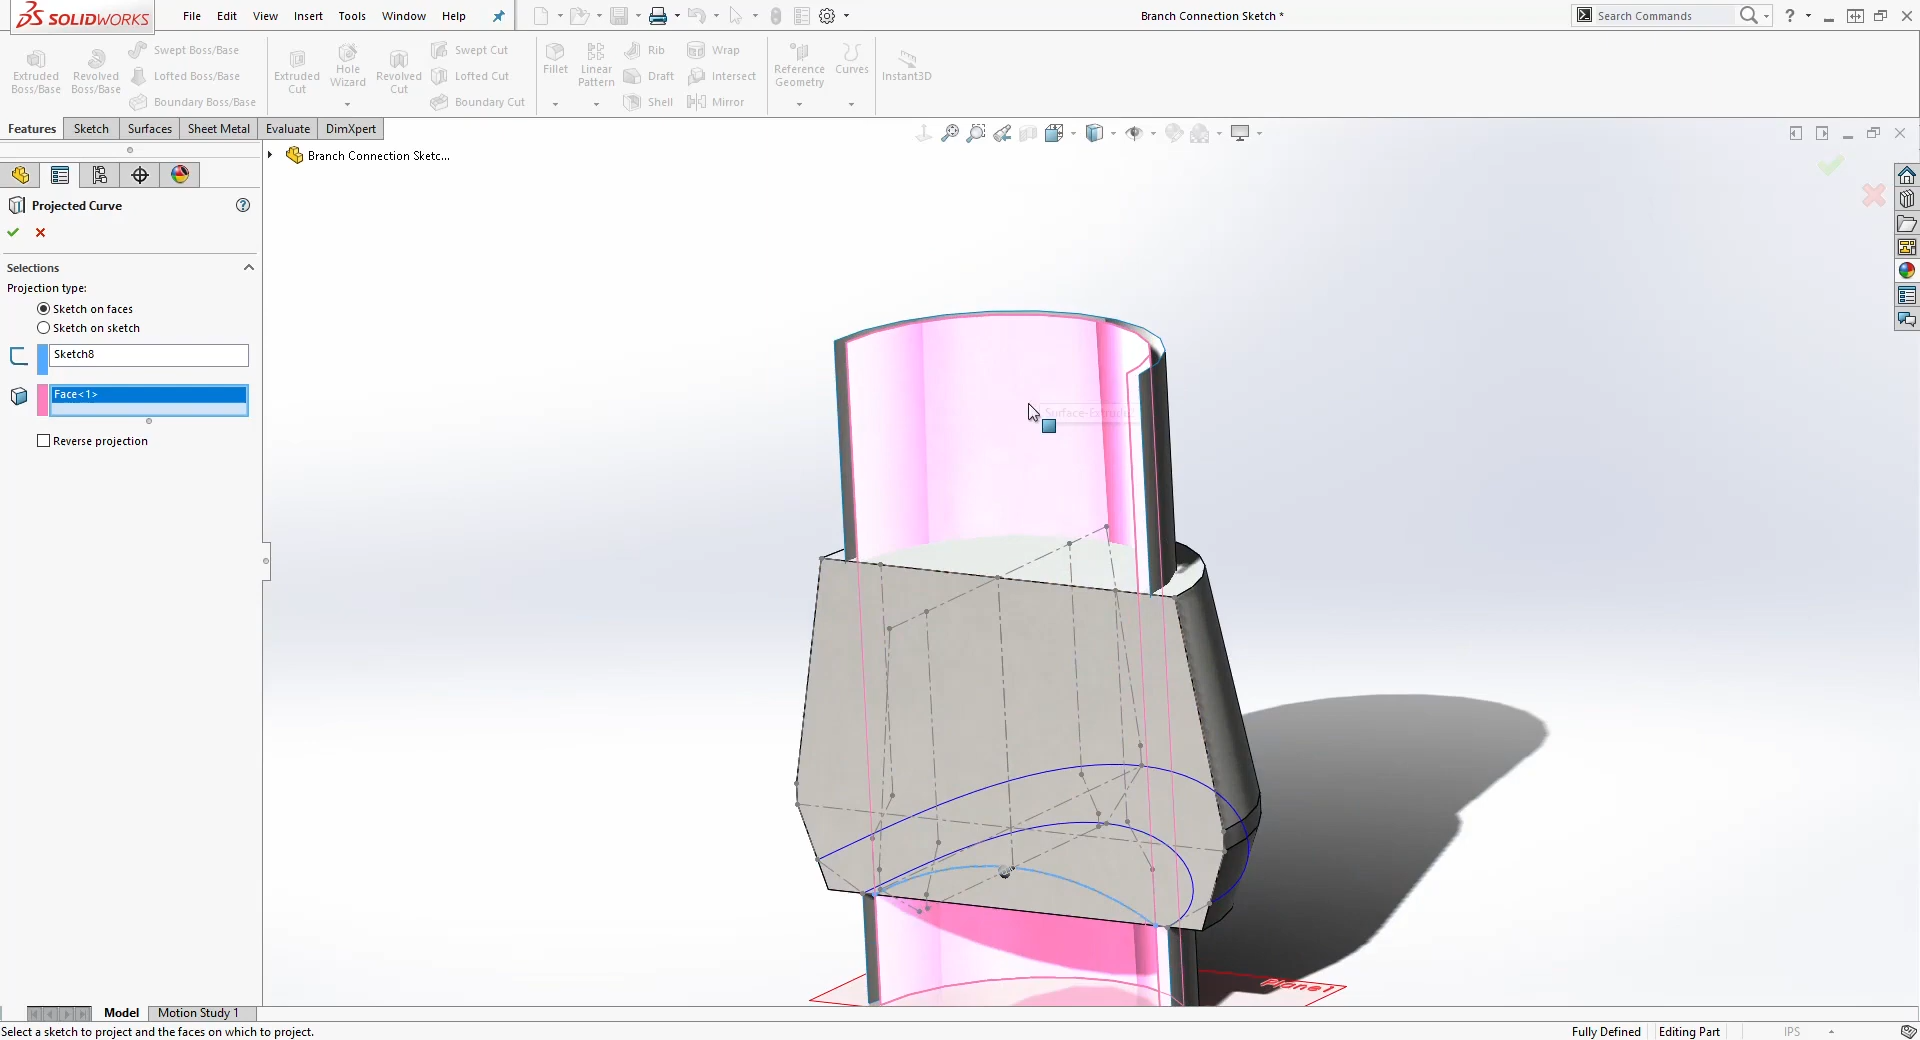 SOLIDWORKS
File Edit View Insert Tools Window Help
Branch Connection Sketch *
Search Commands
Extruded Boss/Base
Revolved Boss/Base
Swept Boss/Base
Lofted Boss/Base
Boundary Boss/Base
Extruded Cut
Hole Wizard
Revolved Cut
Swept Cut
Lofted Cut
Boundary Cut
Fillet
Linear Pattern
Rib
Draft
Shell
Wrap
Intersect
Mirror
Reference Geometry
Curves
Instant3D
Features Sketch Surfaces Sheet Metal Evaluate DimXpert
Branch Connection Sketc...
Projected Curve
Selections
Projection type:
Sketch on faces
Sketch on sketch
Sketch8
Face<1>
Reverse projection
Plane1
Model Motion Study 1
Select a sketch to project and the faces on which to project.
Fully Defined Editing Part IPS